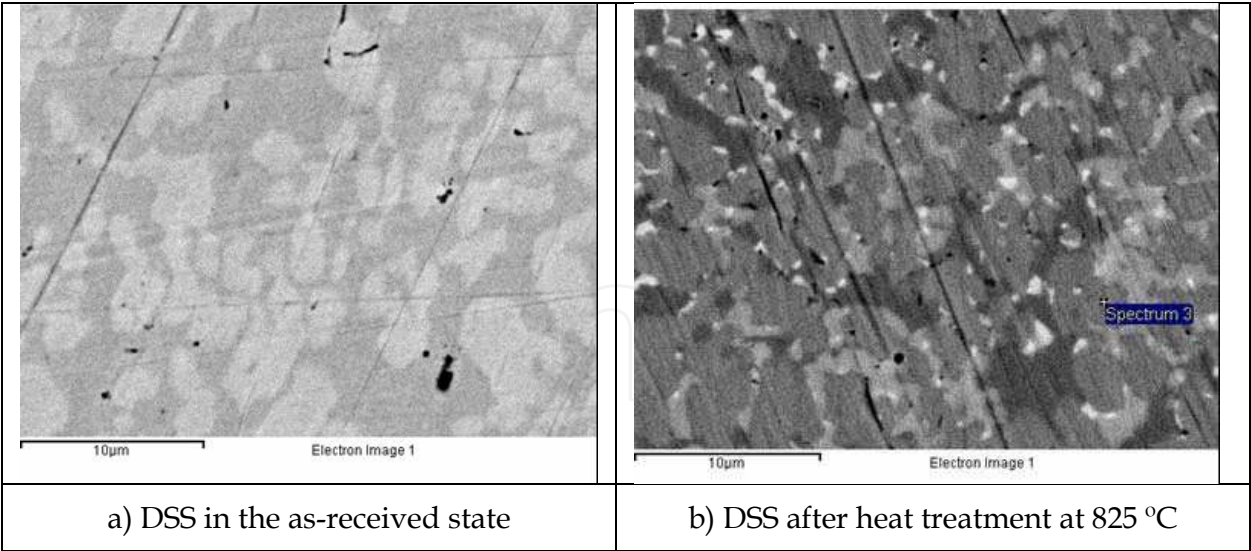 10µm
Electron Image 1
Spectrum 3
10µm
Electron Image 1
a) DSS in the as-received state
b) DSS after heat treatment at 825 ºC